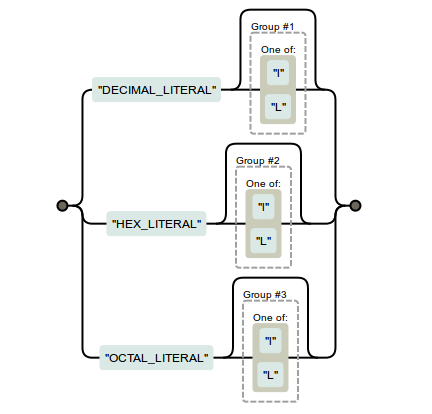 Group #1
One of:
"l"
"DECIMAL_LITERAL"
"L"
Group #2
One of:
"l"
"HEX_LITERAL"
"L"
Group #3
One of:
"l"
"OCTAL_LITERAL"
"L"